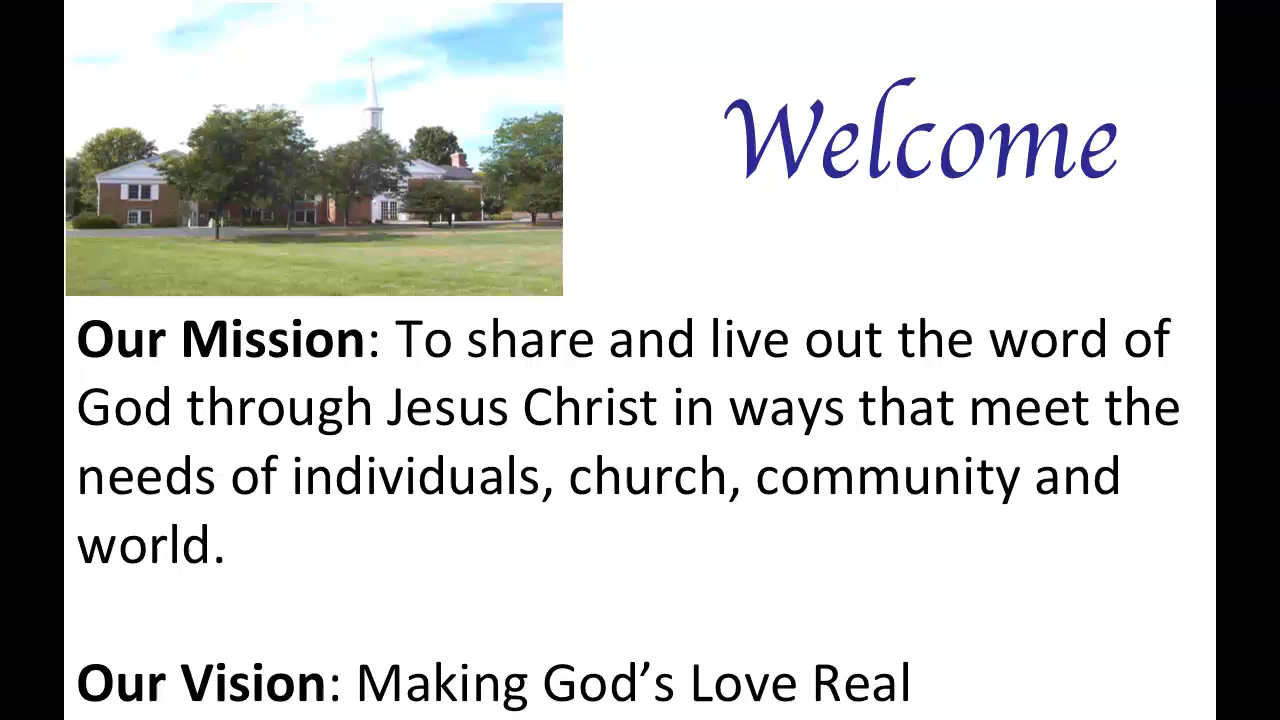 Welcome
Our Mission: To share and live out the word of
God through Jesus Christ in ways that meet the
needs of individuals, church, community and
world.
Our Vision: Making God’s Love Real